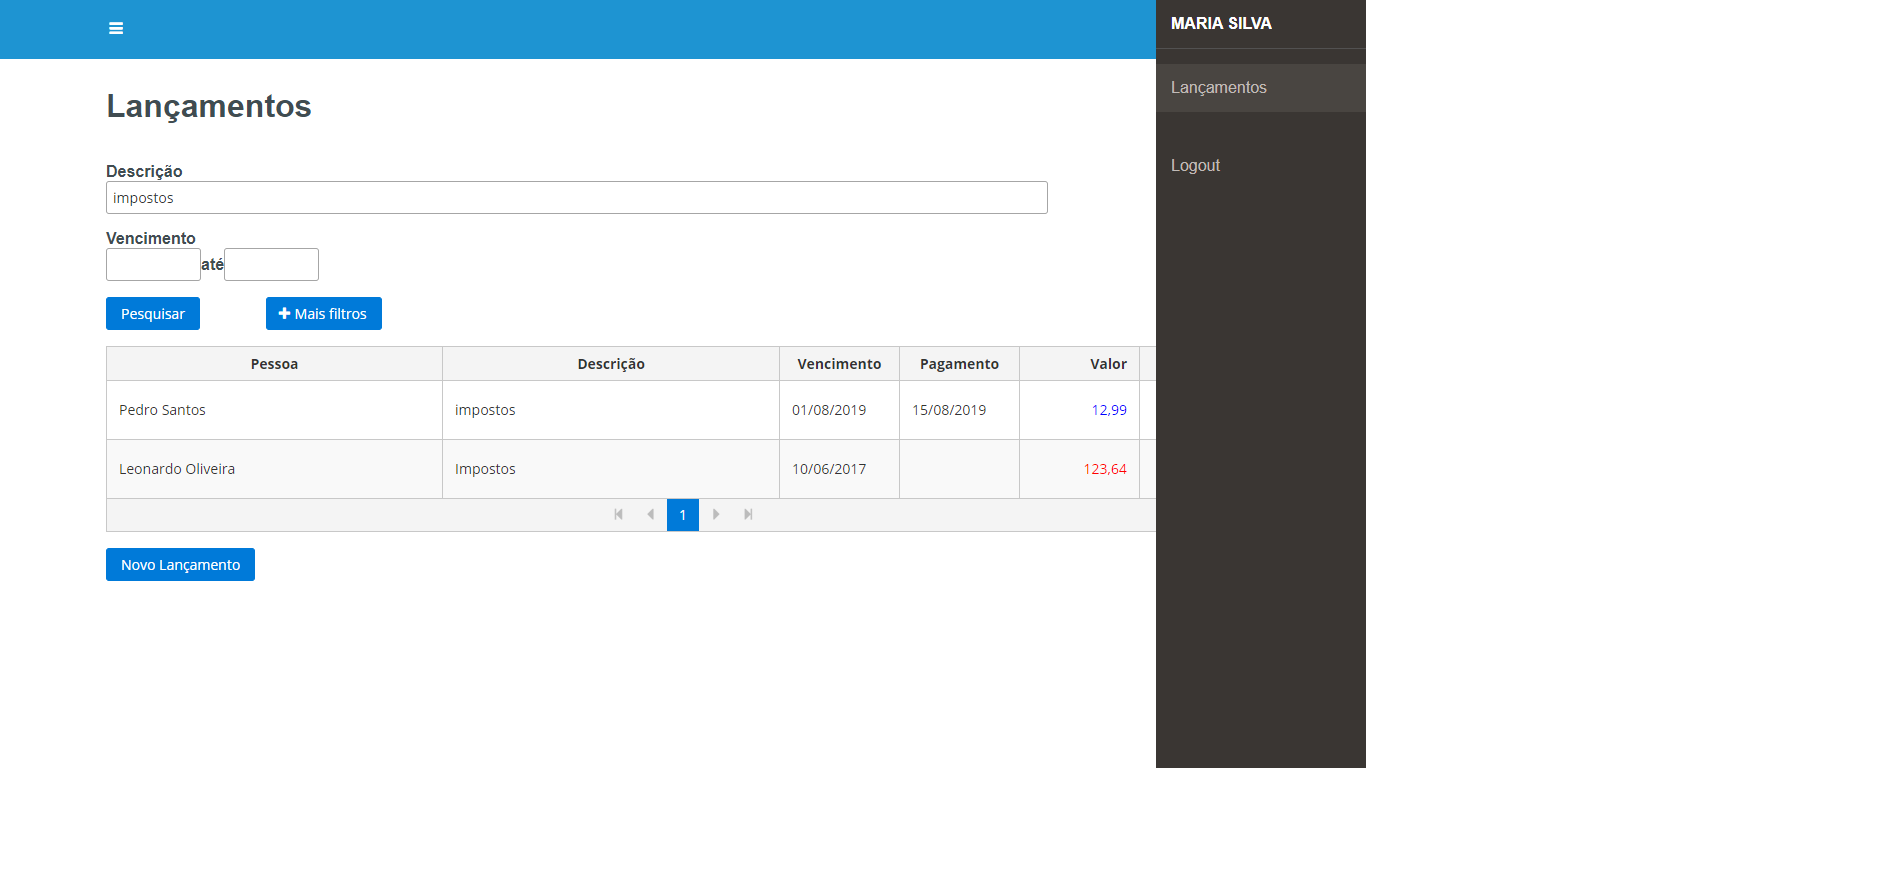 MARIA SILVA
Lançamentos
Logout
Lançamentos
Descrição
impostos
Vencimento
até
Pesquisar
Mais filtros
Pessoa Descrição Vencimento Pagamento Valor
Pedro Santos impostos 01/08/2019 15/08/2019 12,99
Leonardo Oliveira Impostos 10/06/2017 123,64
1
Novo Lançamento